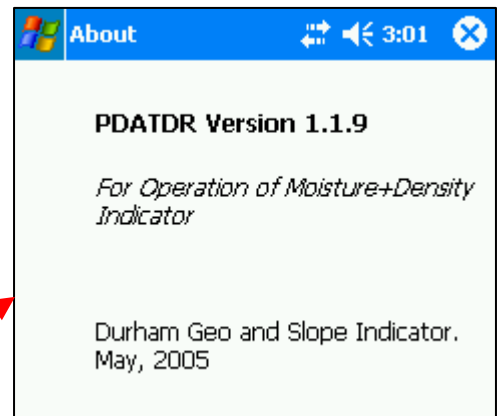 About 3:01
PDATDR Version 1.1.9
For Operation of Moisture+Density
Indicator
Durham Geo and Slope Indicator.
May, 2005